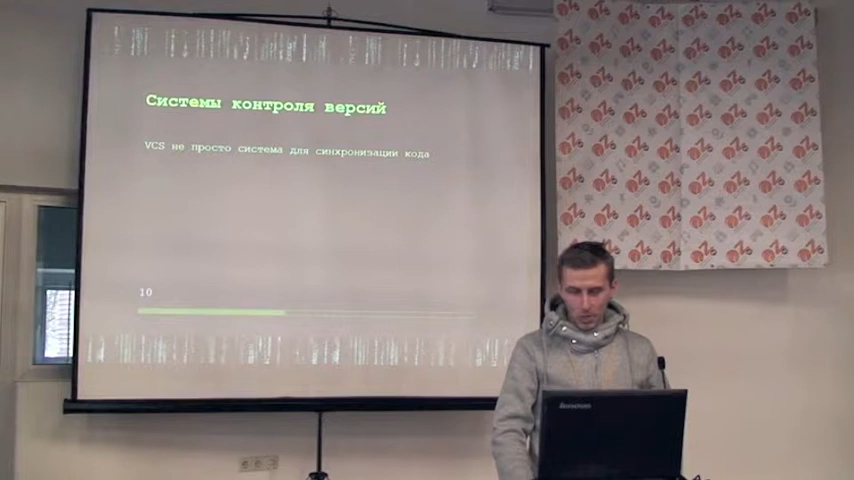 Системы контроля версий
VCS не просто система для синхронизации кода
10
lenovo